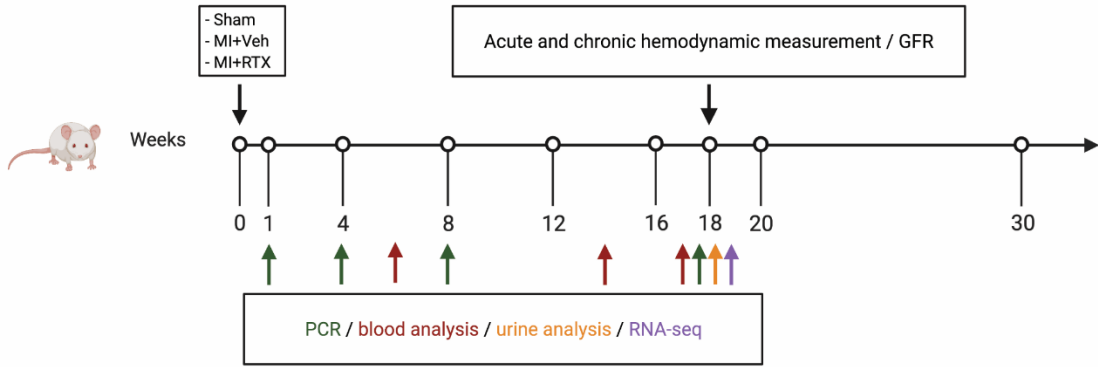 - Sham
- MI+Veh
- MI+RTX
Acute and chronic hemodynamic measurement / GFR
Weeks
0 1 4 8 12 16 18 20 30
PCR / blood analysis / urine analysis / RNA-seq